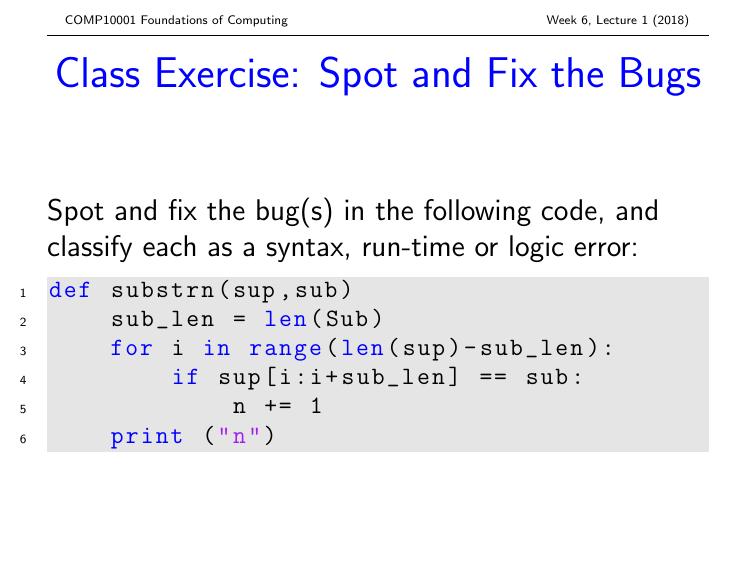 COMP10001 Foundations of Computing
Week 6, Lecture 1 (2018)
Class Exercise: Spot and Fix the Bugs
Spot and fix the bug(s) in the following code, and
classify each as a syntax, run-time or logic error:
1 def substrn(sup,sub)
2     sub_len = len(Sub)
3     for i in range(len(sup)-sub_len):
4         if sup[i:i+sub_len] == sub:
5             n += 1
6     print ("n")